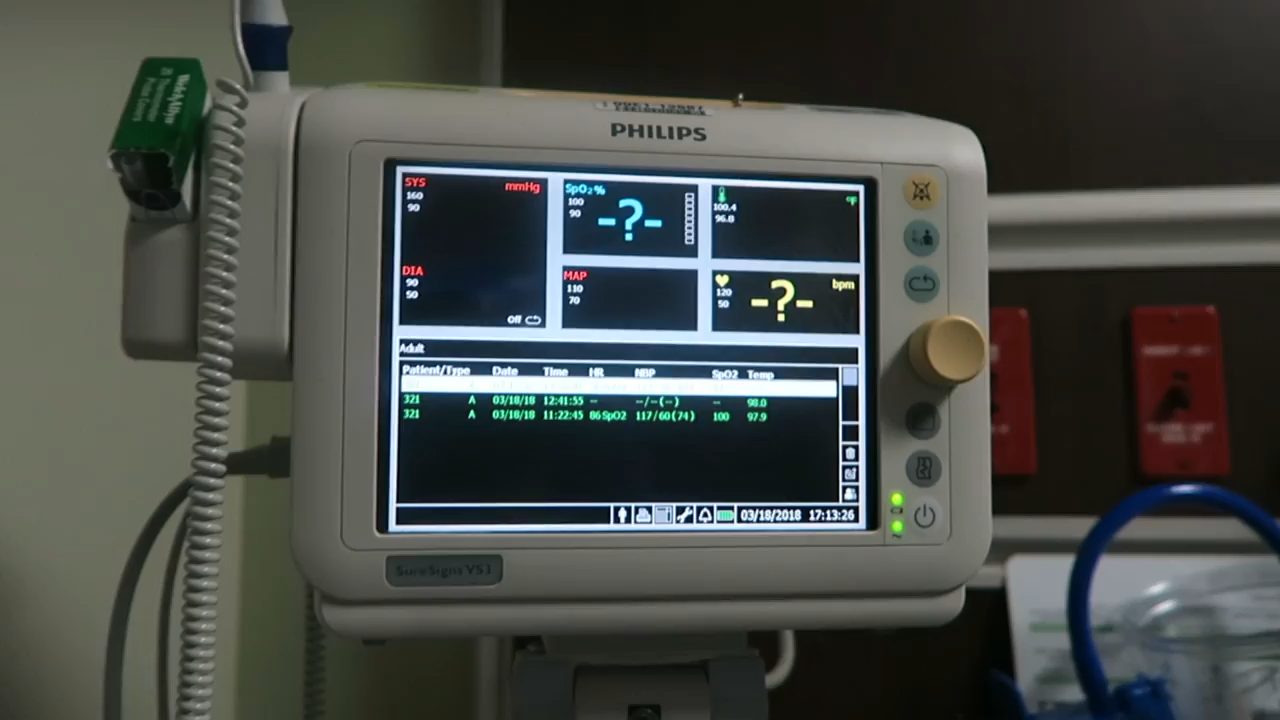 WelchAllyn
PHILIPS
SYS mmHg
160
90
DIA
90
50
Off
SpO₂ %
100
90
-?-
°F
100.4
96.8
MAP
110
70
bpm
120
50
-?-
Adult
Patient/Type Date Time HR NBP SpO2 Temp
321 A 03/18/18 12:41:55 -- --/--(--) -- 98.0
321 A 03/18/18 11:22:45 86SpO2 117/60(74) 100 97.9
03/18/2018 17:13:26
SureSigns VS3